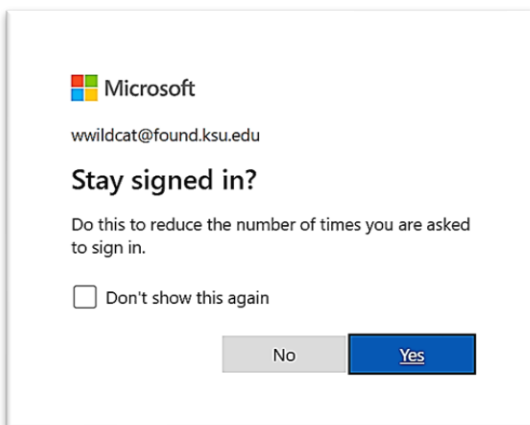 Microsoft
wwildcat@found.ksu.edu
Stay signed in?
Do this to reduce the number of times you are asked
to sign in.
Don't show this again
No
Yes